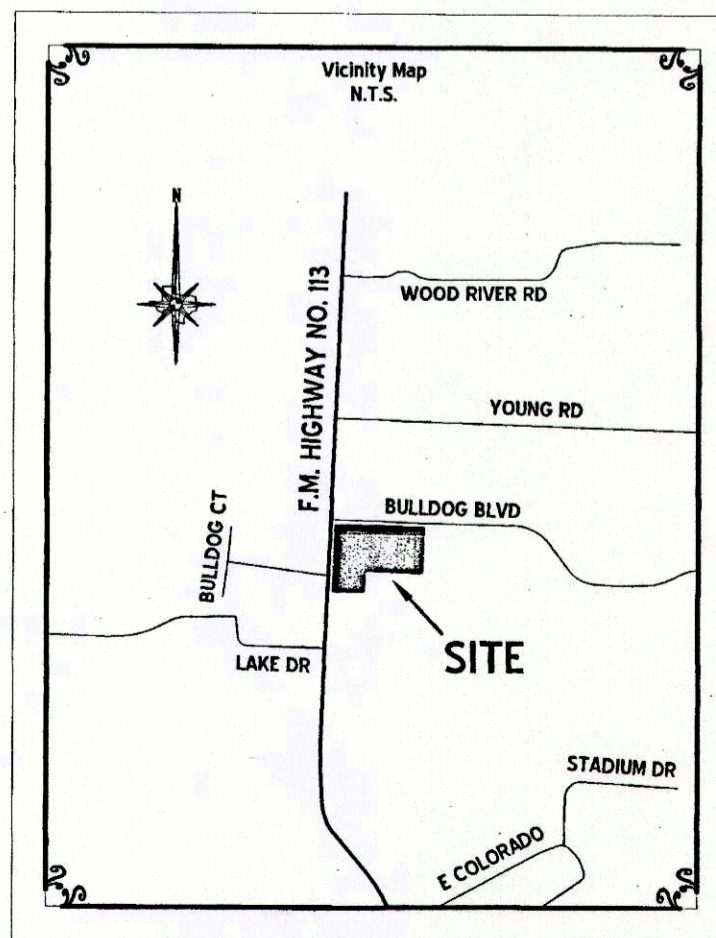 Vicinity Map
N.T.S.
N
WOOD RIVER RD
F.M. HIGHWAY NO. 113
YOUNG RD
BULLDOG BLVD
BULLDOG CT
LAKE DR
SITE
STADIUM DR
E COLORADO